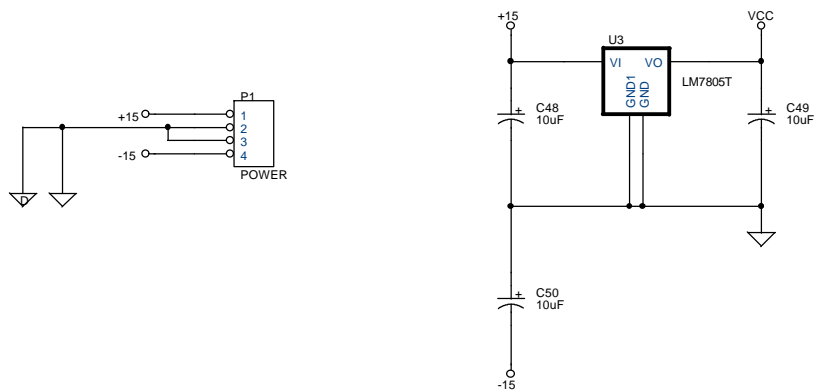 +15
VCC
U3
VI VO
GND1
GND
LM7805T
+
C48
10uF
+
C49
10uF
P1
+15
1
2
3
-15
4
POWER
D
+
C50
10uF
-15